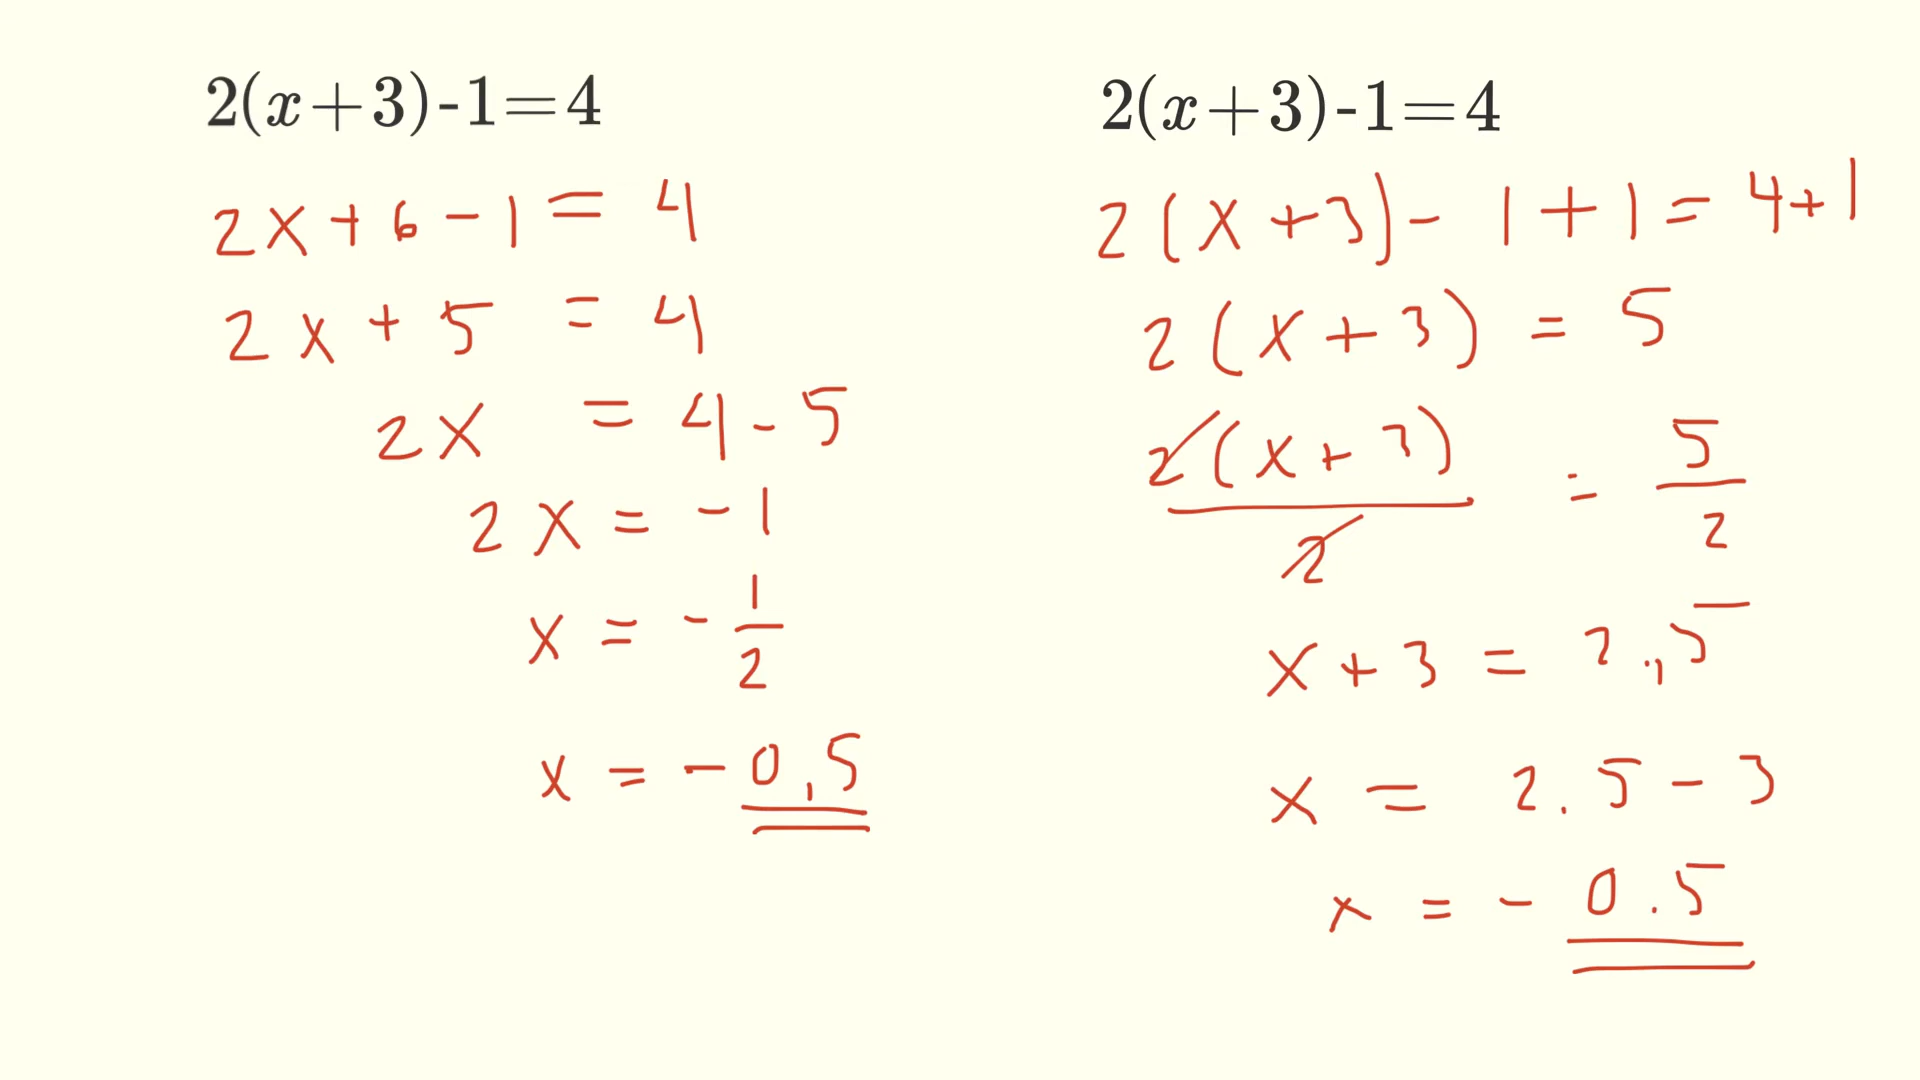 2(x+3)-1=4
2x+6-1=4
2x+5=4
2x=4-5
2x=-1
x=-1/2
x=-0,5
2(x+3)-1=4
2(x+3)-1+1=4+1
2(x+3)=5
2(x+3)/2=5/2
x+3=2.,5
x=2.5-3
x=-0.5